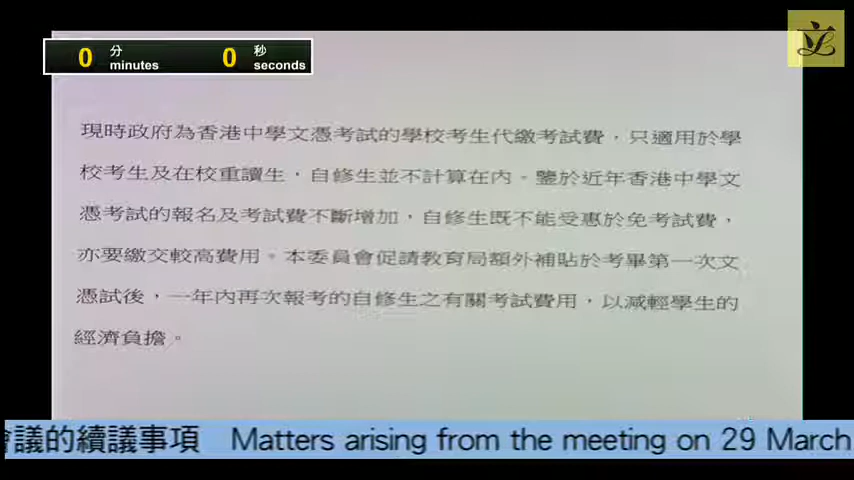 0 分 minutes 0 秒 seconds
現時政府為香港中學文憑考試的學校考生代繳考試費，只適用於學
校考生及在校重讀生，自修生並不計算在內。鑒於近年香港中學文
憑考試的報名及考試費不斷增加，自修生既不能受惠於免考試費，
亦要繳交較高費用。本委員會促請教育局額外補貼於考畢第一次文
憑試後，一年內再次報考的自修生之有關考試費用，以減輕學生的
經濟負擔。
會議的續議事項 Matters arising from the meeting on 29 March